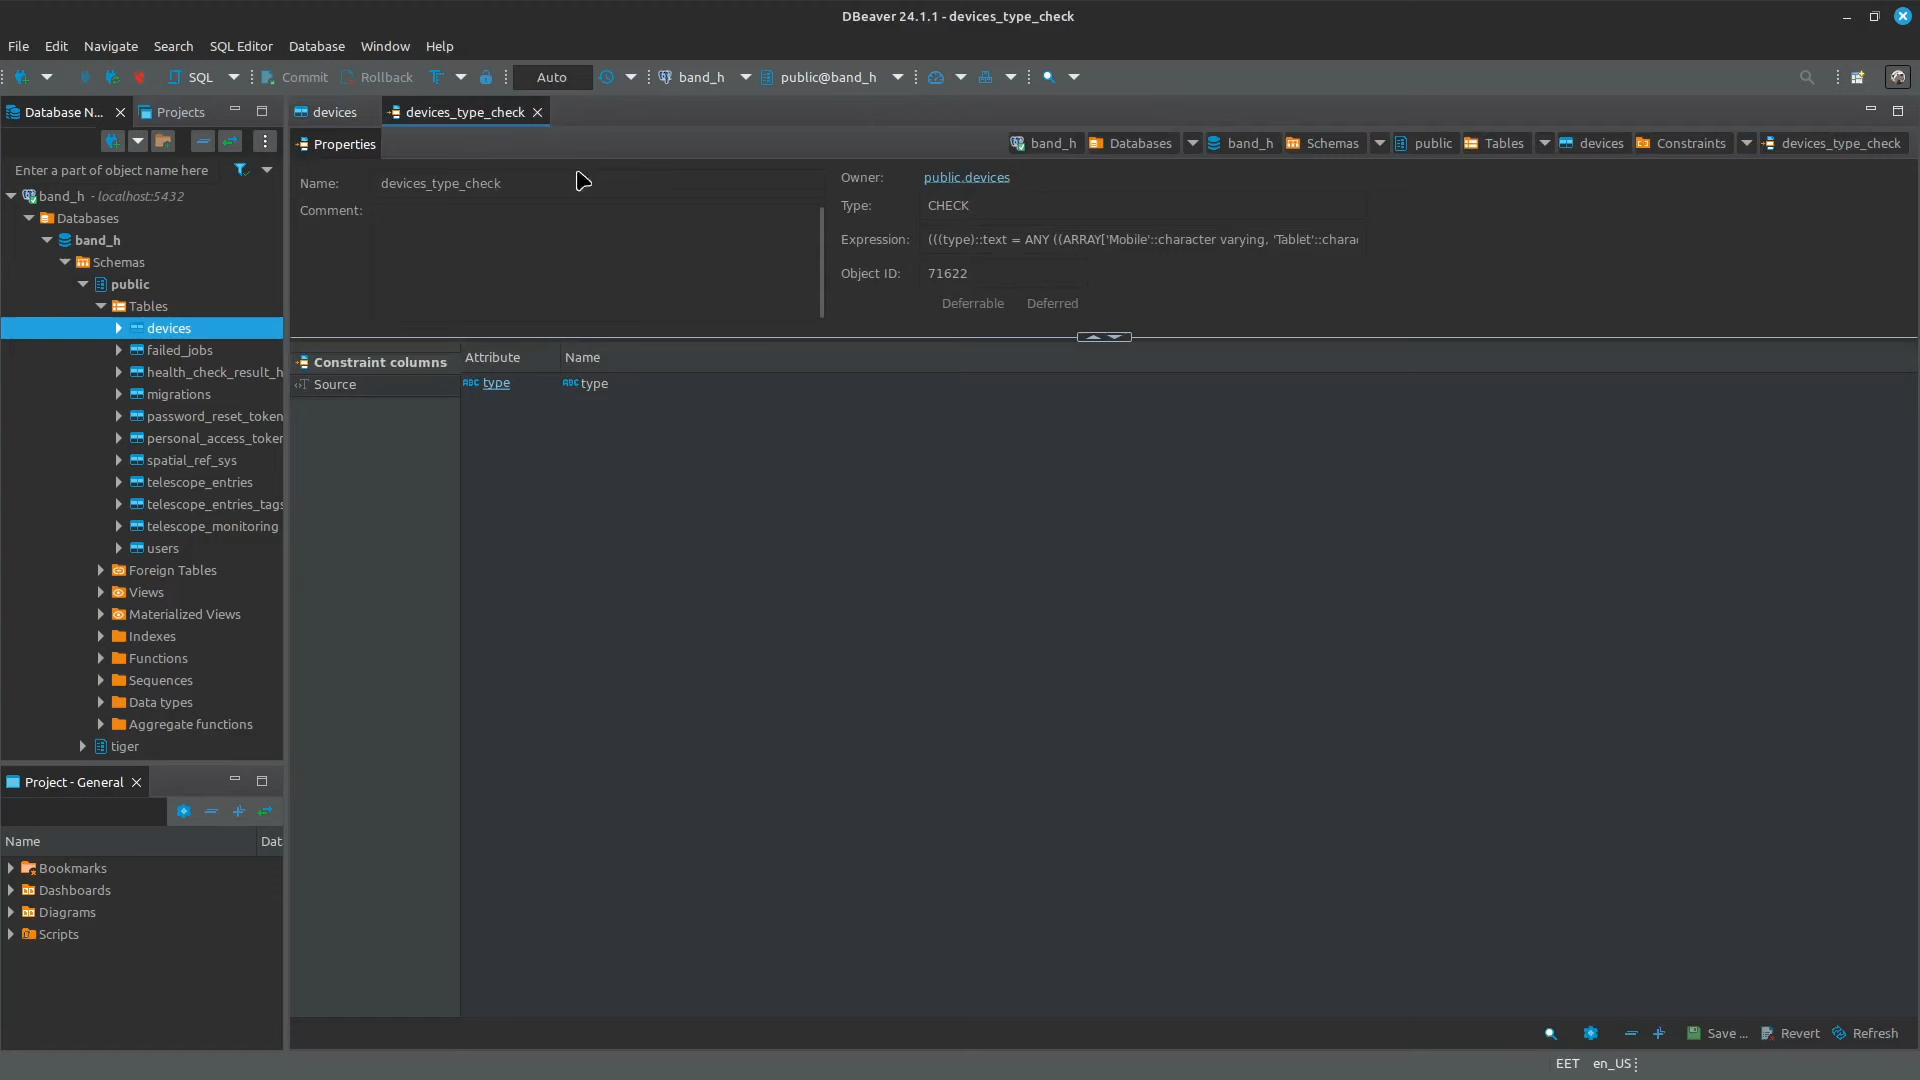 DBeaver 24.1.1 - devices_type_check
File Edit Navigate Search SQL Editor Database Window Help
SQL Commit Rollback Auto band_h public@band_h
Database N... Projects
devices devices_type_check
Properties
band_h Databases band_h Schemas public Tables devices Constraints devices_type_check
Enter a part of object name here
band_h - localhost:5432
Databases
band_h
Schemas
public
Tables
devices
failed_jobs
health_check_result_h
migrations
password_reset_token
personal_access_token
spatial_ref_sys
telescope_entries
telescope_entries_tags
telescope_monitoring
users
Foreign Tables
Views
Materialized Views
Indexes
Functions
Sequences
Data types
Aggregate functions
tiger
Name: devices_type_check
Comment:
Owner: public.devices
Type: CHECK
Expression: (((type)::text = ANY ((ARRAY['Mobile'::character varying, 'Tablet'::charac
Object ID: 71622
Deferrable Deferred
Constraint columns
Source
Attribute Name
type type
Project - General
Name Dat
Bookmarks
Dashboards
Diagrams
Scripts
Save ... Revert Refresh
EET en_US